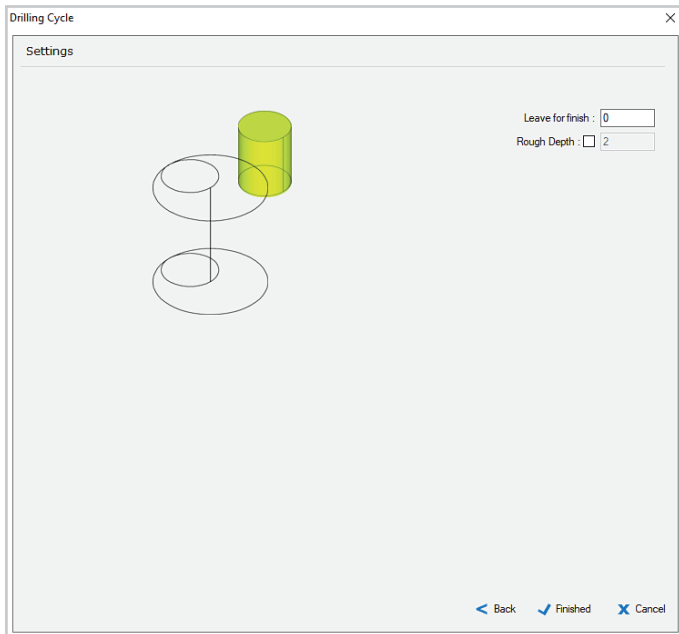 Drilling Cycle
Settings
Leave for finish : 0
Rough Depth : 2
Back Finished Cancel